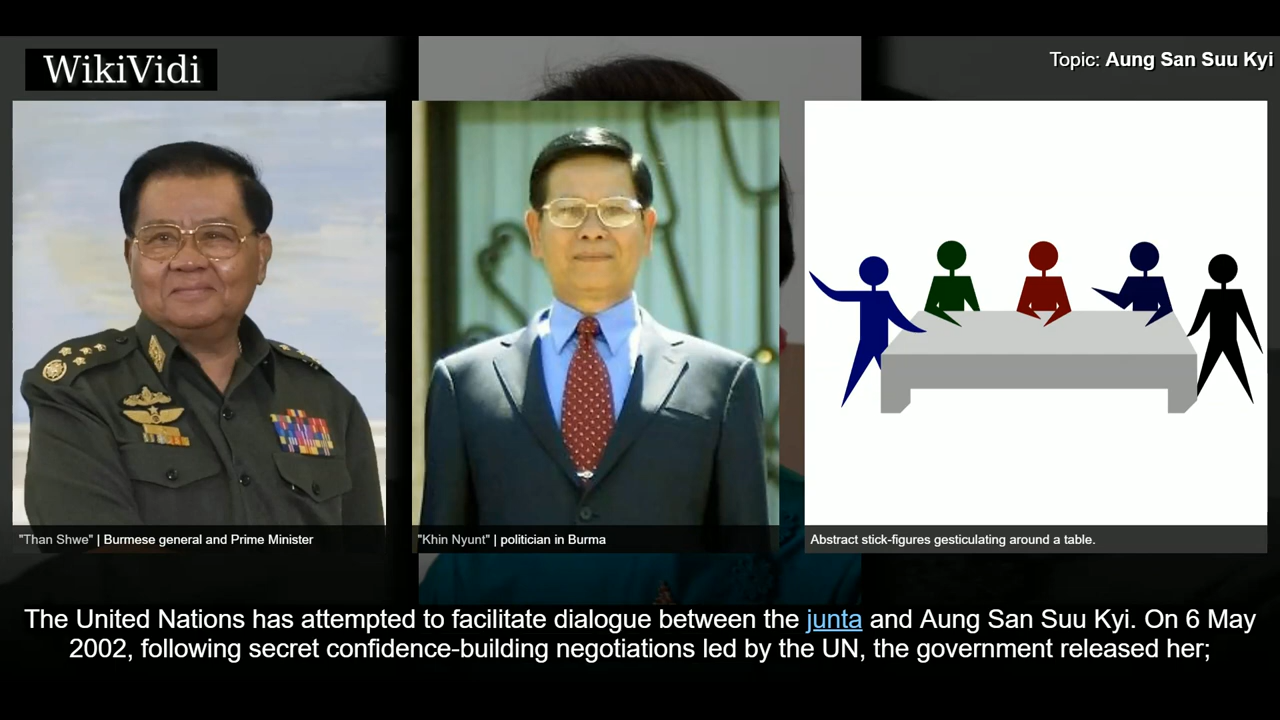 WikiVidi
Topic: Aung San Suu Kyi
"Than Shwe" | Burmese general and Prime Minister
"Khin Nyunt" | politician in Burma
Abstract stick-figures gesticulating around a table.
The United Nations has attempted to facilitate dialogue between the junta and Aung San Suu Kyi. On 6 May
2002, following secret confidence-building negotiations led by the UN, the government released her;